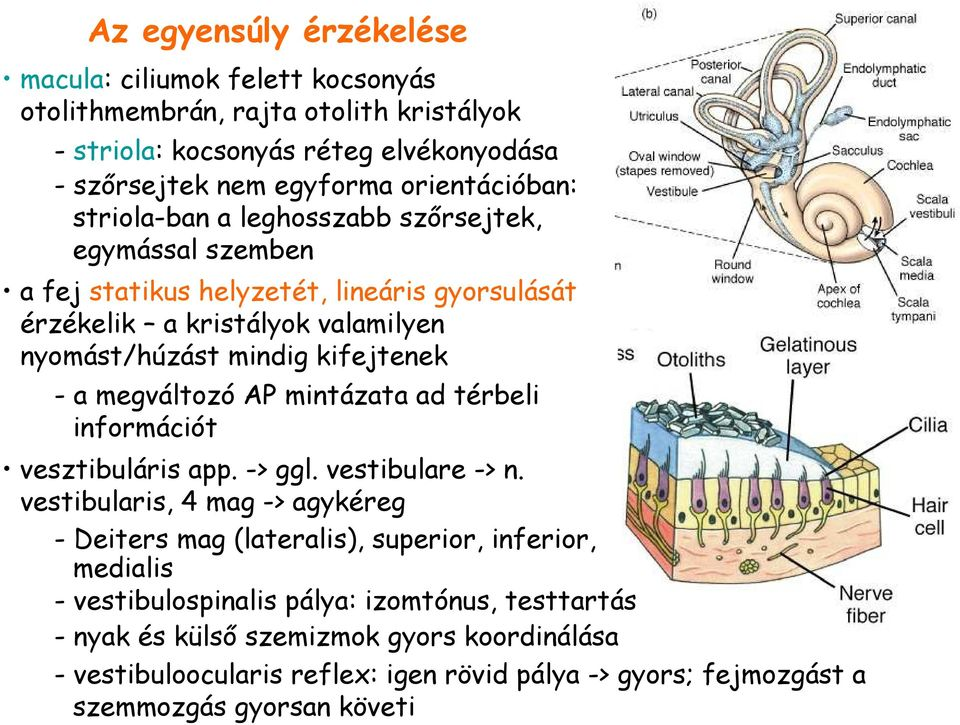 Az egyensúly érzékelése
• macula: ciliumok felett kocsonyás
otolithmembrán, rajta otolith kristályok
- striola: kocsonyás réteg elvékonyodása
- szőrsejtek nem egyforma orientációban:
striola-ban a leghosszabb szőrsejtek,
egymással szemben
• a fej statikus helyzetét, lineáris gyorsulását
érzékelik – a kristályok valamilyen
nyomást/húzást mindig kifejtenek
- a megváltozó AP mintázata ad térbeli
információt
• vesztibuláris app. -> ggl. vestibulare -> n.
vestibularis, 4 mag -> agykéreg
- Deiters mag (lateralis), superior, inferior,
medialis
- vestibulospinalis pálya: izomtónus, testtartás
- nyak és külső szemizmok gyors koordinálása
- vestibuloocularis reflex: igen rövid pálya -> gyors; fejmozgást a
szemmozgás gyorsan követi
(b)
Superior canal
Posterior
canal
Lateral canal
Utriculus
Endolymphatic
duct
Endolymphatic
sac
Oval window
(stapes removed)
Vestibule
Sacculus
Cochlea
Scala
vestibuli
n
Round
window
Apex of
cochlea
Scala
media
Scala
tympani
ss
Otoliths
Gelatinous
layer
Cilia
Hair
cell
Nerve
fiber